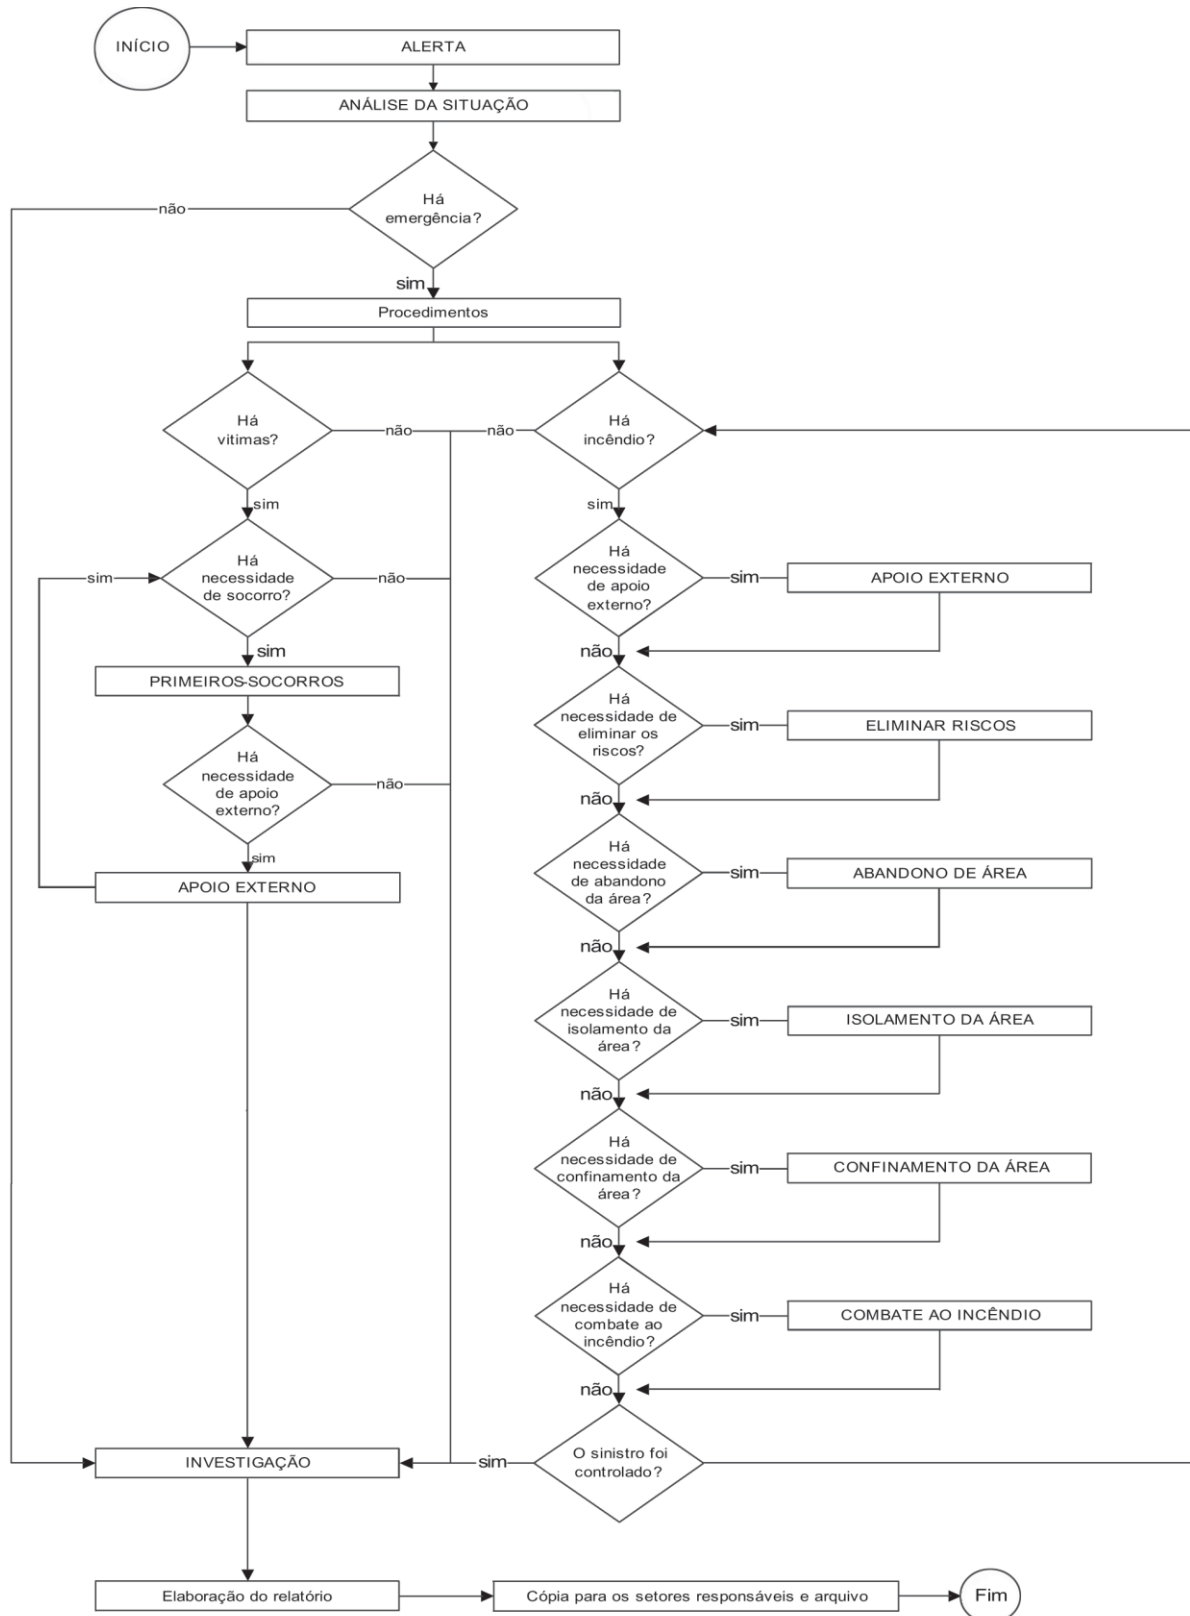 INÍCIO
ALERTA
ANÁLISE DA SITUAÇÃO
Há
emergência?
não
sim
Procedimentos
Há
vitimas?
não
não
Há
incêndio?
sim
sim
sim
Há
necessidade
de socorro?
não
Há
necessidade
de apoio
externo?
sim
APOIO EXTERNO
sim
não
PRIMEIROS-SOCORROS
Há
necessidade de
eliminar os
riscos?
sim
ELIMINAR RISCOS
Há
necessidade
de apoio
externo?
não
não
sim
APOIO EXTERNO
Há
necessidade
de abandono
da área?
sim
ABANDONO DE ÁREA
não
Há
necessidade de
isolamento da
área?
sim
ISOLAMENTO DA ÁREA
não
Há
necessidade de
confinamento da
área?
sim
CONFINAMENTO DA ÁREA
não
Há
necessidade de
combate ao
incêndio?
sim
COMBATE AO INCÊNDIO
não
O sinistro foi
controlado?
sim
INVESTIGAÇÃO
Elaboração do relatório
Cópia para os setores responsáveis e arquivo
Fim